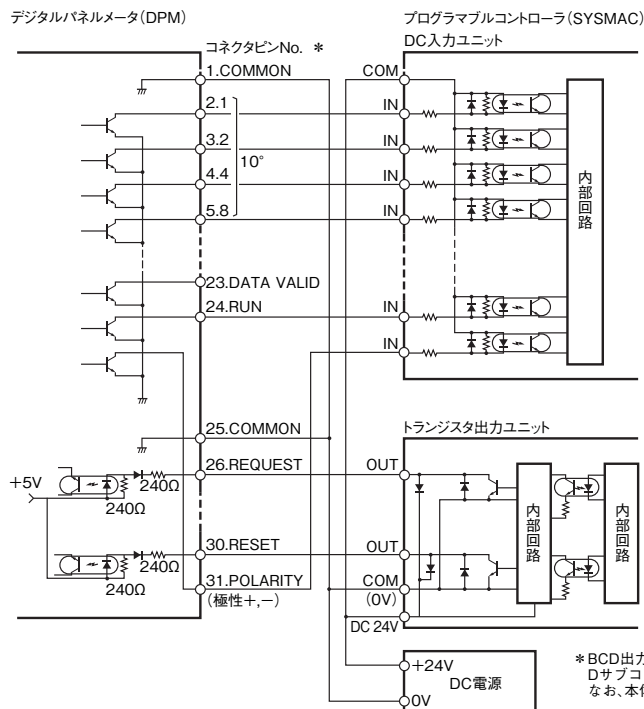 デジタルパネルメータ(DPM)
プログラマブルコントローラ(SYSMAC)
コネクタピンNo. *
DC入力ユニット
1.COMMON
COM
2.1
IN
3.2
IN
10°
4.4
IN
5.8
IN
内部回路
23.DATA VALID
24.RUN
IN
IN
25.COMMON
トランジスタ出力ユニット
26.REQUEST
OUT
+5V
240Ω
240Ω
内部回路
内部回路
30.RESET
OUT
240Ω
240Ω
31.POLARITY
(極性+,−)
COM
(0V)
DC 24V
+24V
DC電源
0V
*BCD出力
Dサブコ
なお、本体